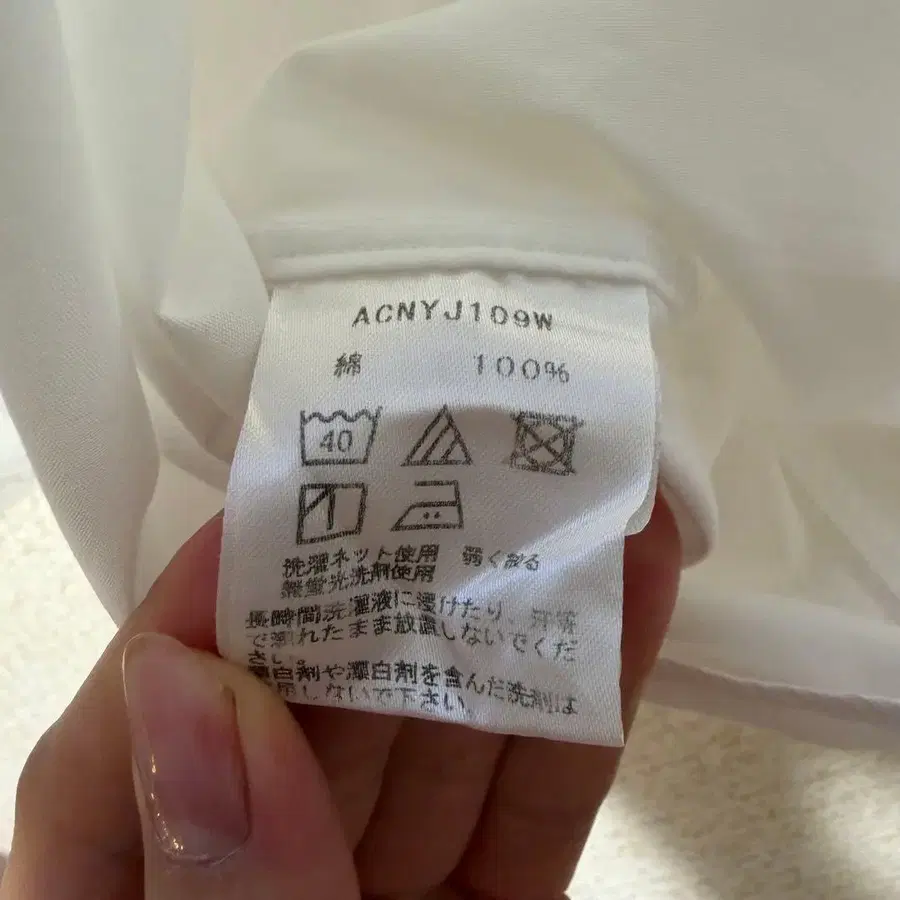 ACNYJ109W
綿 100%
40
洗濯ネット使用 弱く絞る
無蛍光洗剤使用
長時間洗濯液に浸けたり、汗等
で濡れたまま放置しないでくだ
さい。
漂白剤や漂白剤を含んだ洗剤は
使用しないで下さい。